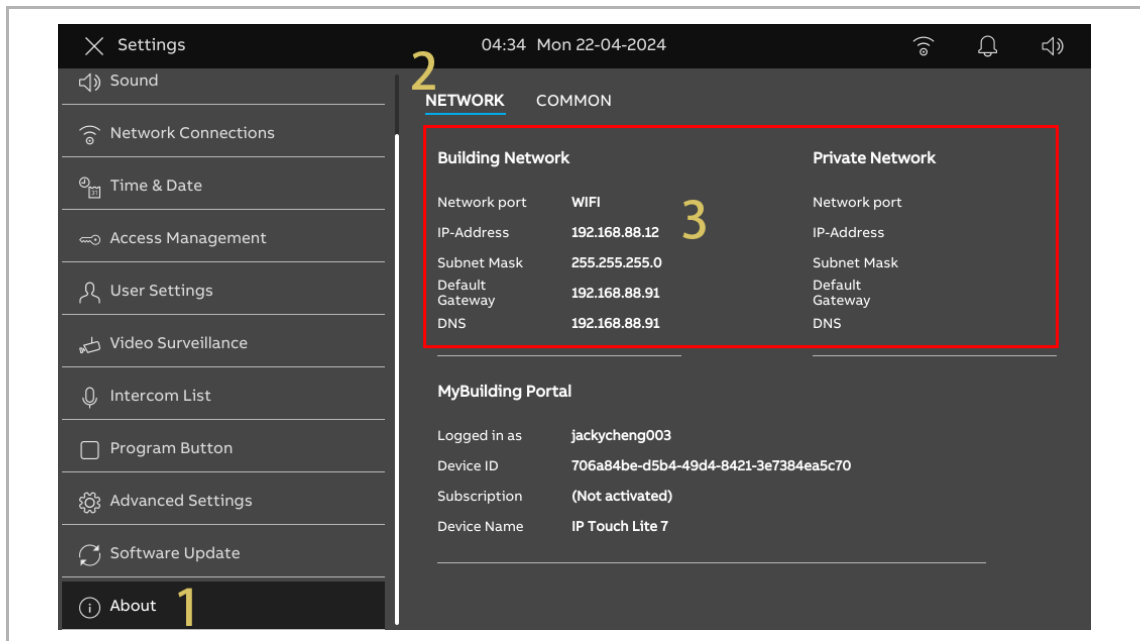 Settings
04:34 Mon 22-04-2024
Sound
Network Connections
Time & Date
31
Access Management
User Settings
Video Surveillance
Intercom List
Program Button
Advanced Settings
Software Update
About
1
2
NETWORK COMMON
Building Network
Network port WIFI
IP-Address 192.168.88.12
Subnet Mask 255.255.255.0
Default
Gateway 192.168.88.91
DNS 192.168.88.91
3
Private Network
Network port
IP-Address
Subnet Mask
Default
Gateway
DNS
MyBuilding Portal
Logged in as jackycheng003
Device ID 706a84be-d5b4-49d4-8421-3e7384ea5c70
Subscription (Not activated)
Device Name IP Touch Lite 7